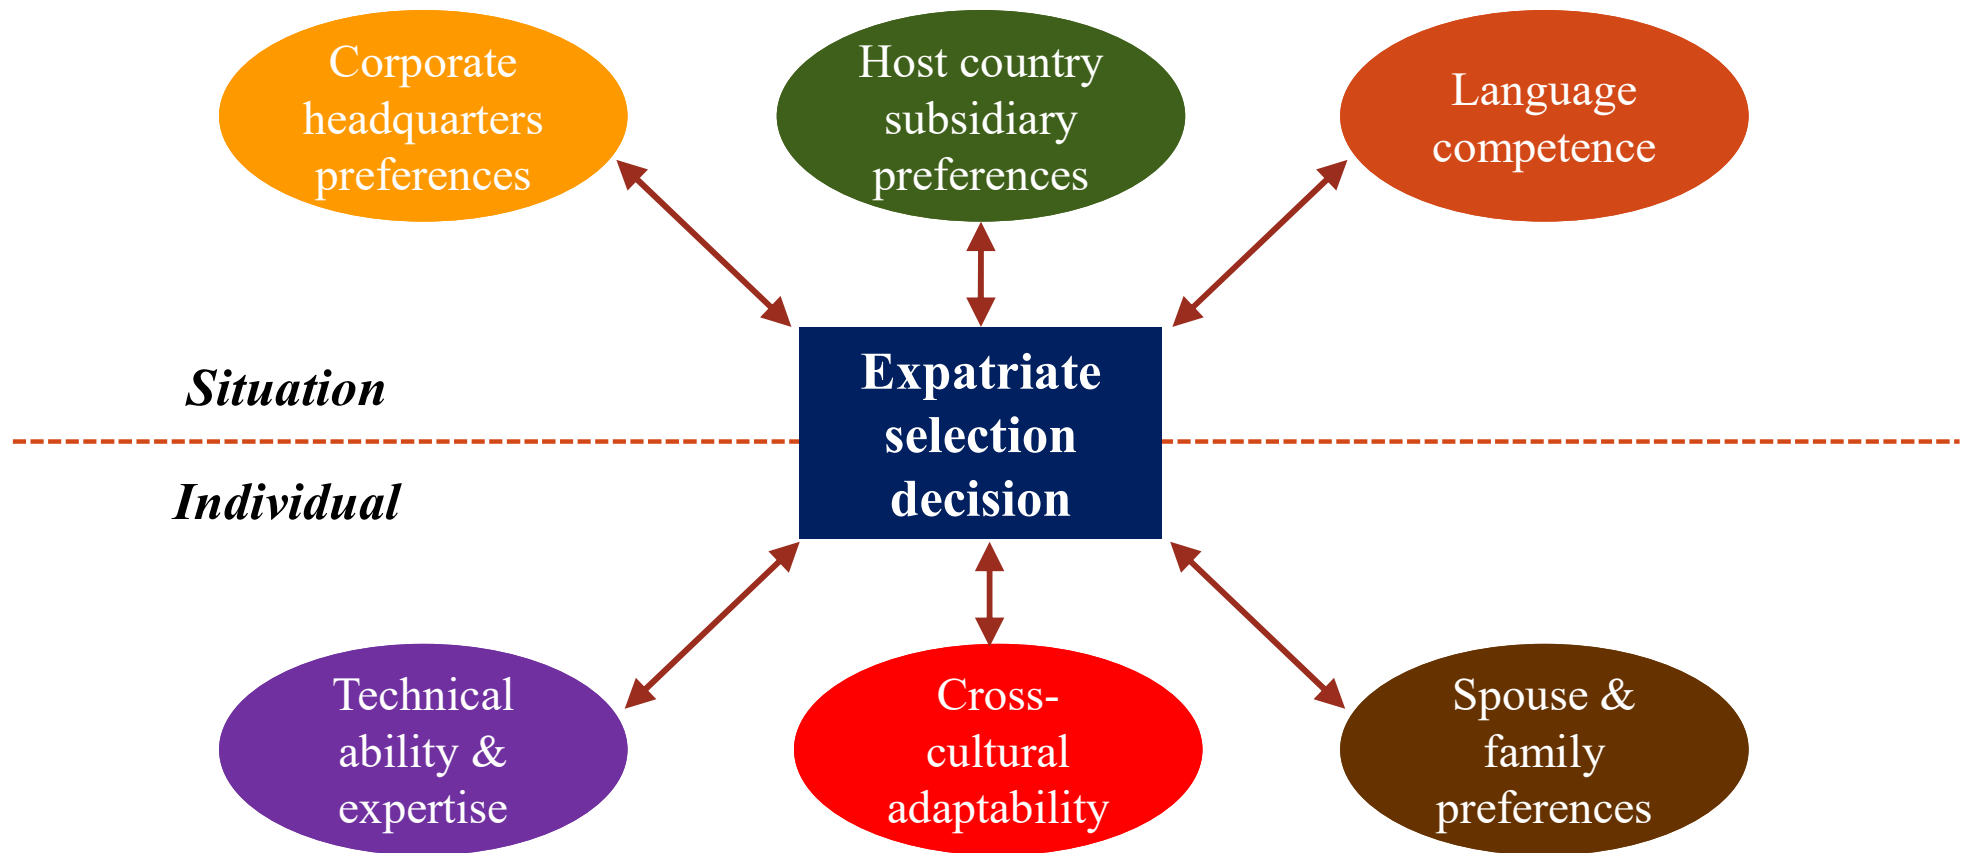 Corporate
headquarters
preferences
Host country
subsidiary
preferences
Language
competence
Situation
Expatriate
selection
decision
Individual
Technical
ability &
expertise
Cross-
cultural
adaptability
Spouse &
family
preferences